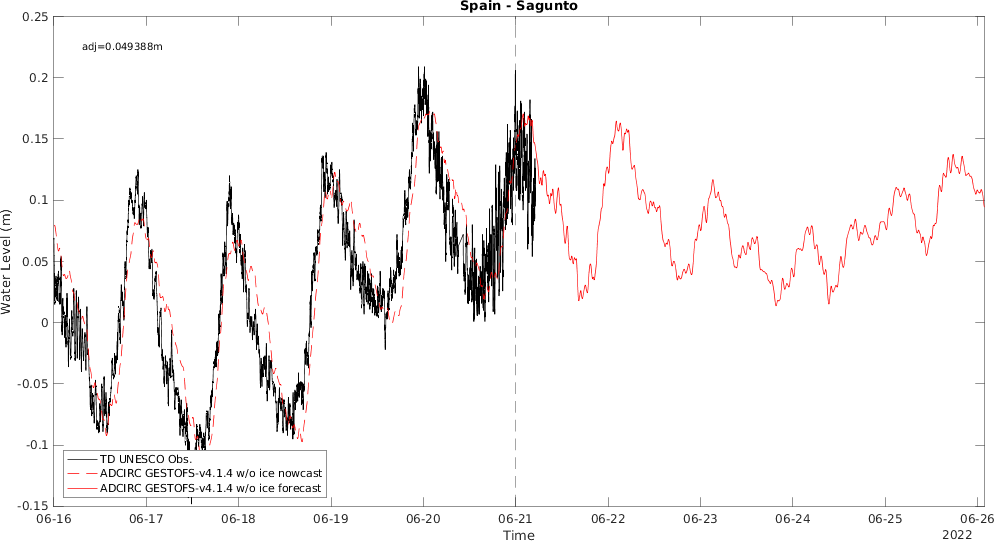 Spain - Sagunto
adj=0.049388m
0.25
0.2
0.15
0.1
0.05
0
-0.05
-0.1
-0.15
Water Level (m)
TD UNESCO Obs.
ADCIRC GESTOFS-v4.1.4 w/o ice nowcast
ADCIRC GESTOFS-v4.1.4 w/o ice forecast
06-16 06-17 06-18 06-19 06-20 06-21 06-22 06-23 06-24 06-25 06-26
Time
2022